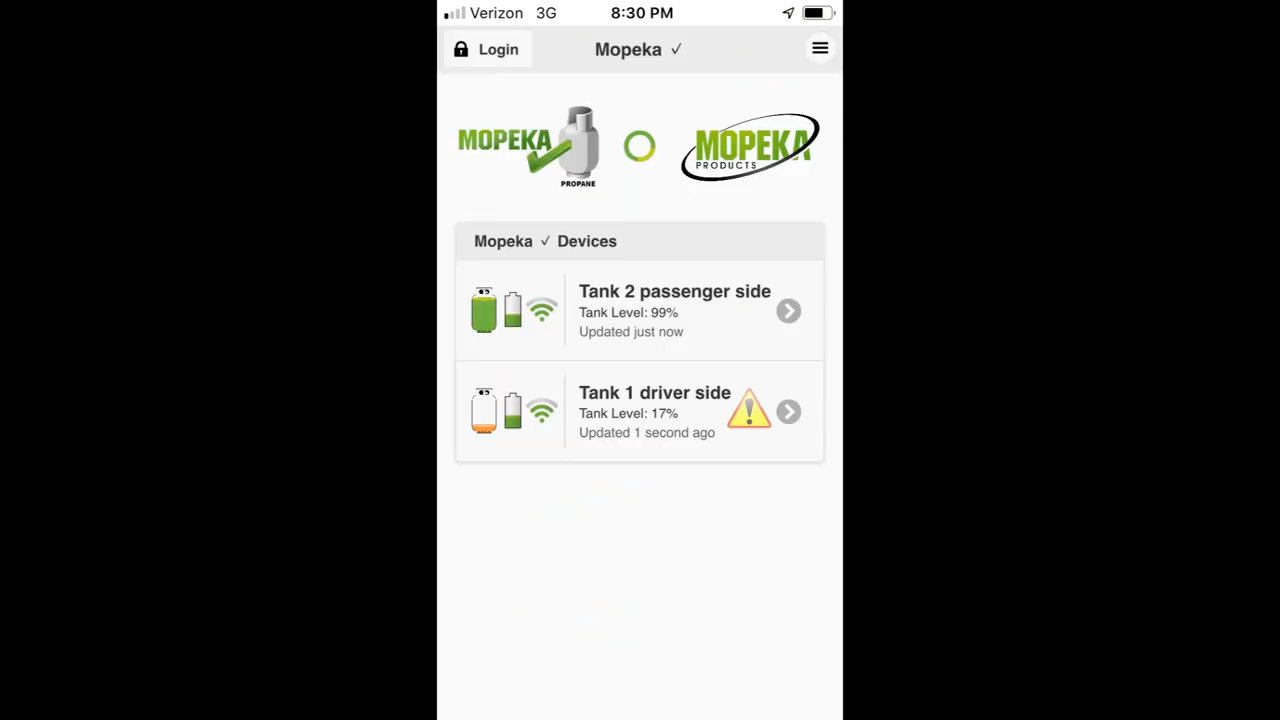 Verizon 3G 8:30 PM
Login Mopeka ✓
MOPEKA
PROPANE
MOPEKA
PRODUCTS
Mopeka ✓ Devices
Tank 2 passenger side
Tank Level: 99%
Updated just now
Tank 1 driver side
Tank Level: 17%
Updated 1 second ago